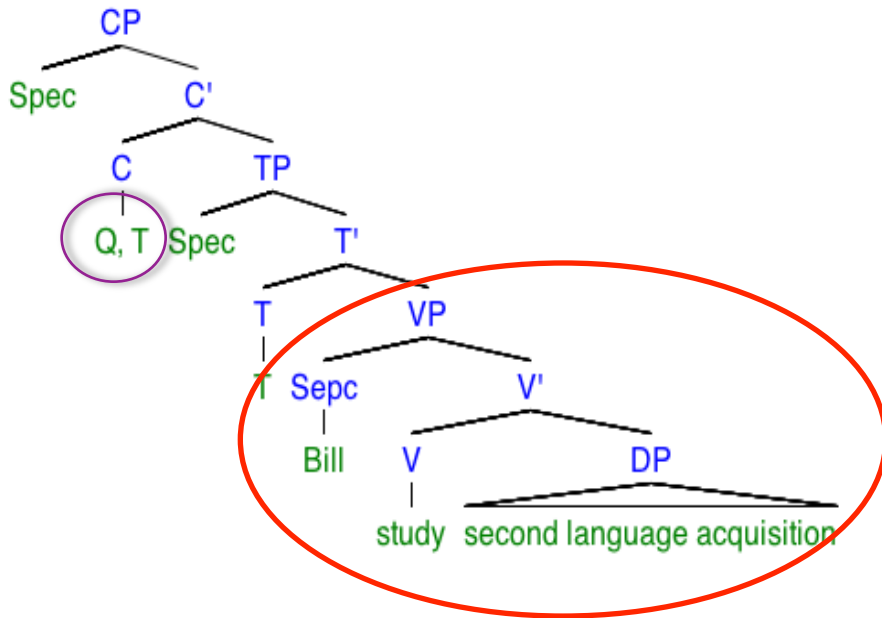 CP
Spec C'
C TP
Q, T Spec T'
T VP
T Sepc V'
Bill V DP
study second language acquisition